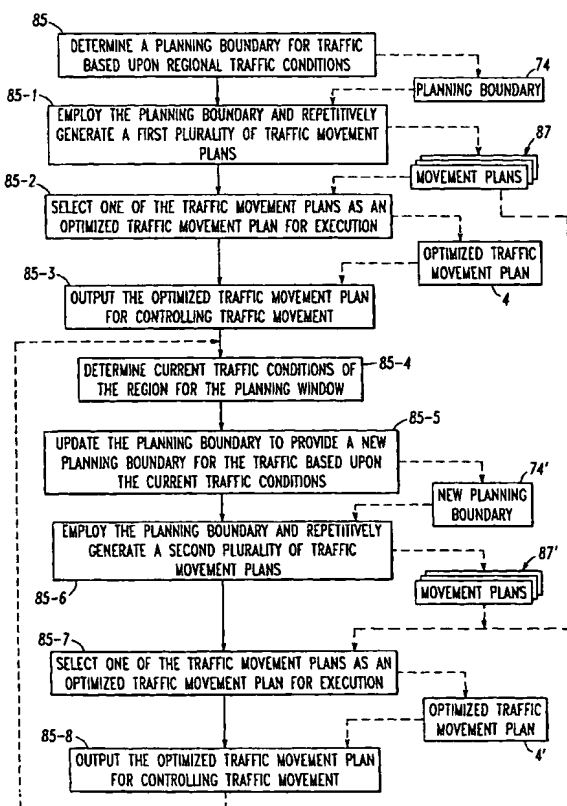 85
DETERMINE A PLANNING BOUNDARY FOR TRAFFIC
BASED UPON REGIONAL TRAFFIC CONDITIONS
74
PLANNING BOUNDARY
85-1
EMPLOY THE PLANNING BOUNDARY AND REPETITIVELY
GENERATE A FIRST PLURALITY OF TRAFFIC MOVEMENT
PLANS
87
MOVEMENT PLANS
85-2
SELECT ONE OF THE TRAFFIC MOVEMENT PLANS AS AN
OPTIMIZED TRAFFIC MOVEMENT PLAN FOR EXECUTION
OPTIMIZED TRAFFIC
MOVEMENT PLAN
4
85-3
OUTPUT THE OPTIMIZED TRAFFIC MOVEMENT PLAN
FOR CONTROLLING TRAFFIC MOVEMENT
DETERMINE CURRENT TRAFFIC CONDITIONS OF
THE REGION FOR THE PLANNING WINDOW
85-4
85-5
UPDATE THE PLANNING BOUNDARY TO PROVIDE A NEW
PLANNING BOUNDARY FOR THE TRAFFIC BASED UPON
THE CURRENT TRAFFIC CONDITIONS
74'
NEW PLANNING
BOUNDARY
EMPLOY THE PLANNING BOUNDARY AND REPETITIVELY
GENERATE A SECOND PLURALITY OF TRAFFIC
MOVEMENT PLANS
85-6
87'
MOVEMENT PLANS
85-7
SELECT ONE OF THE TRAFFIC MOVEMENT PLANS AS AN
OPTIMIZED TRAFFIC MOVEMENT PLAN FOR EXECUTION
OPTIMIZED TRAFFIC
MOVEMENT PLAN
4'
85-8
OUTPUT THE OPTIMIZED TRAFFIC MOVEMENT PLAN
FOR CONTROLLING TRAFFIC MOVEMENT